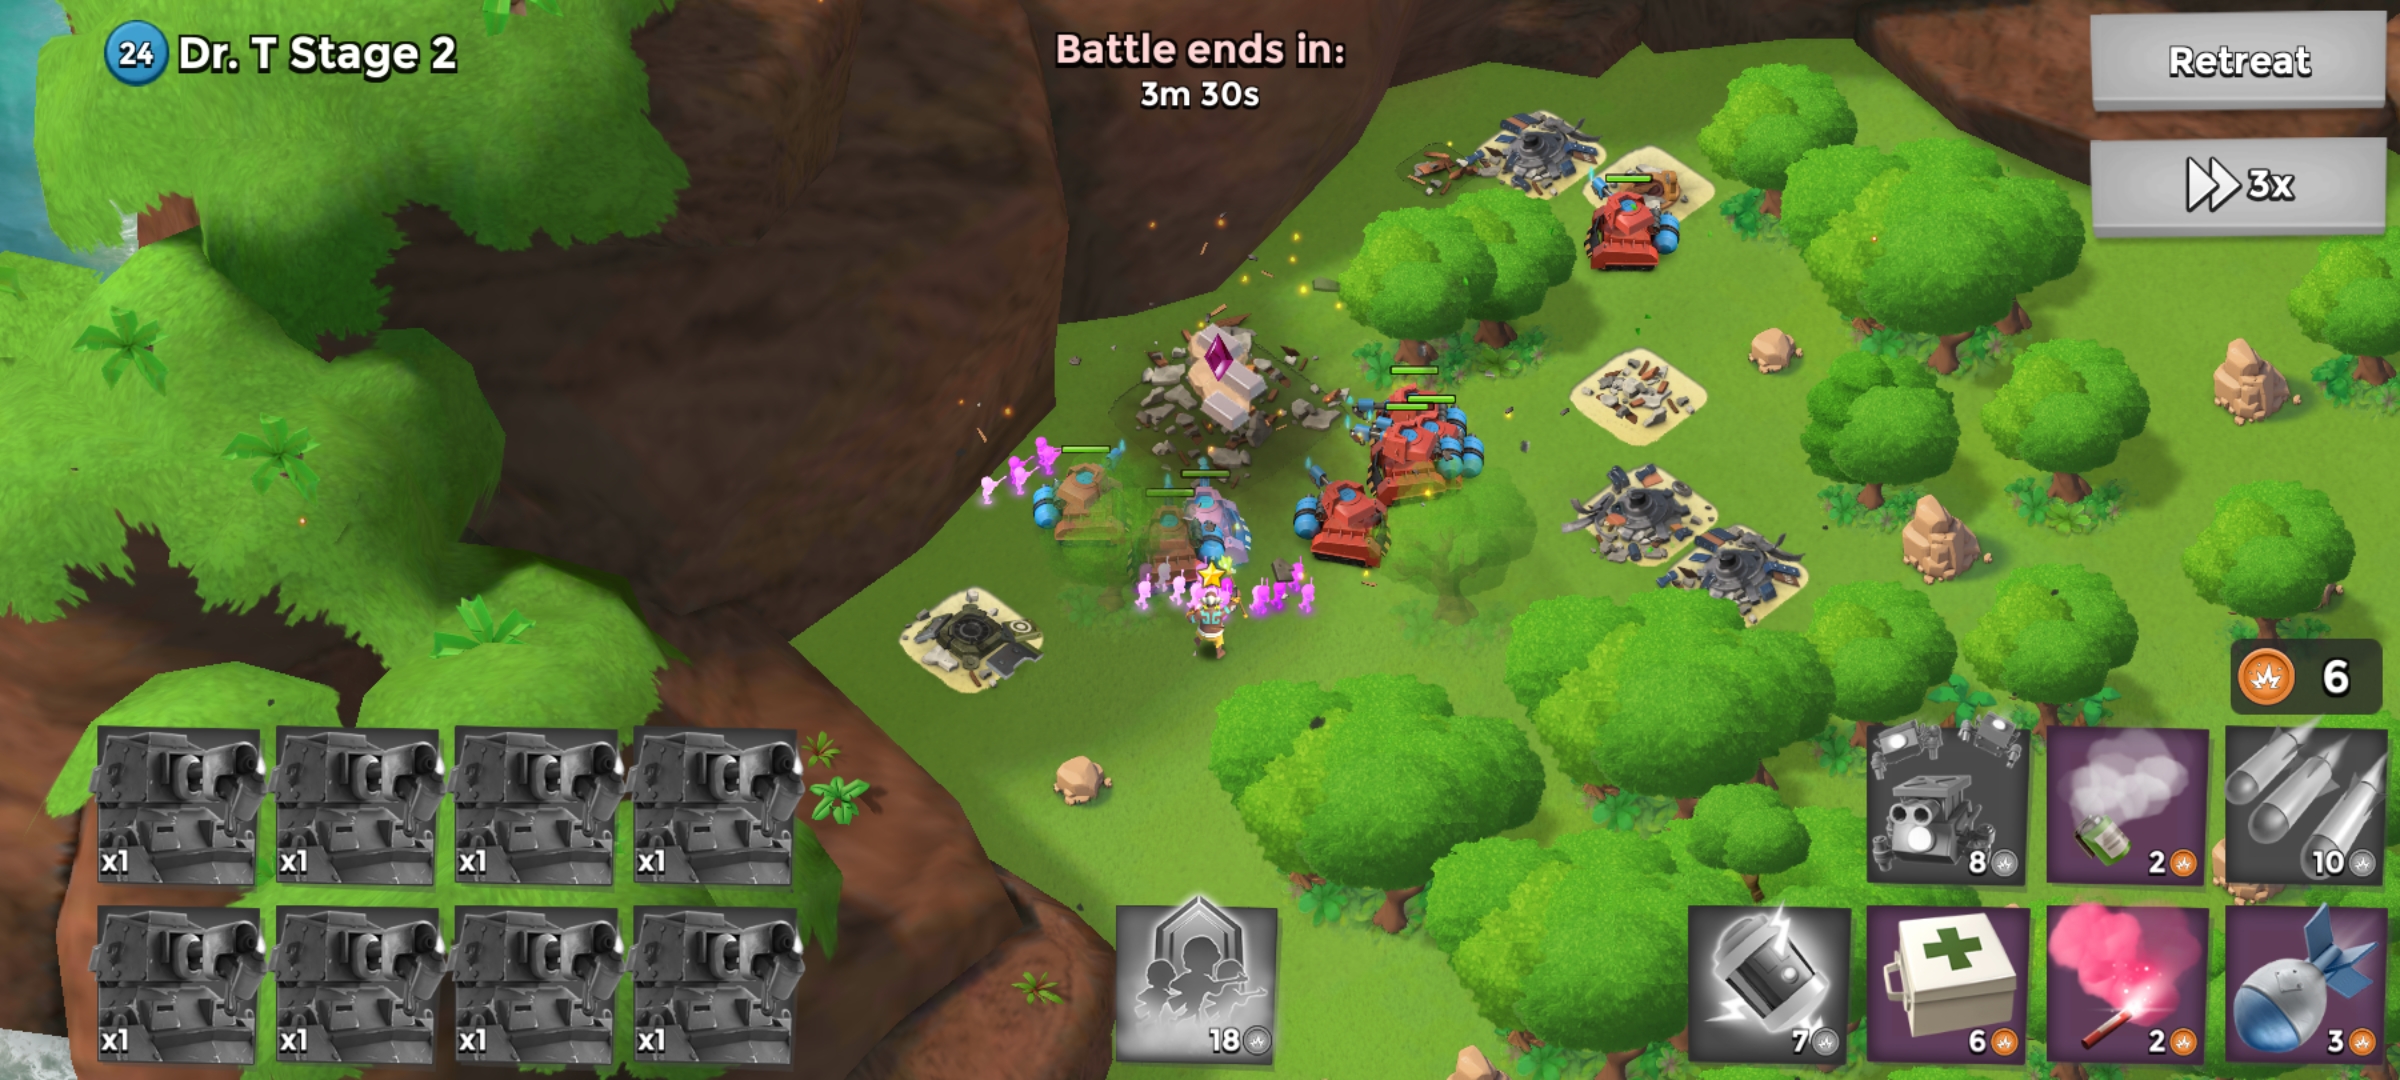 24 Dr. T Stage 2
Battle ends in:
3m 30s
Retreat
3x
6
x1 x1 x1 x1
8 2 10
x1 x1 x1 x1
18 7 6 2 3